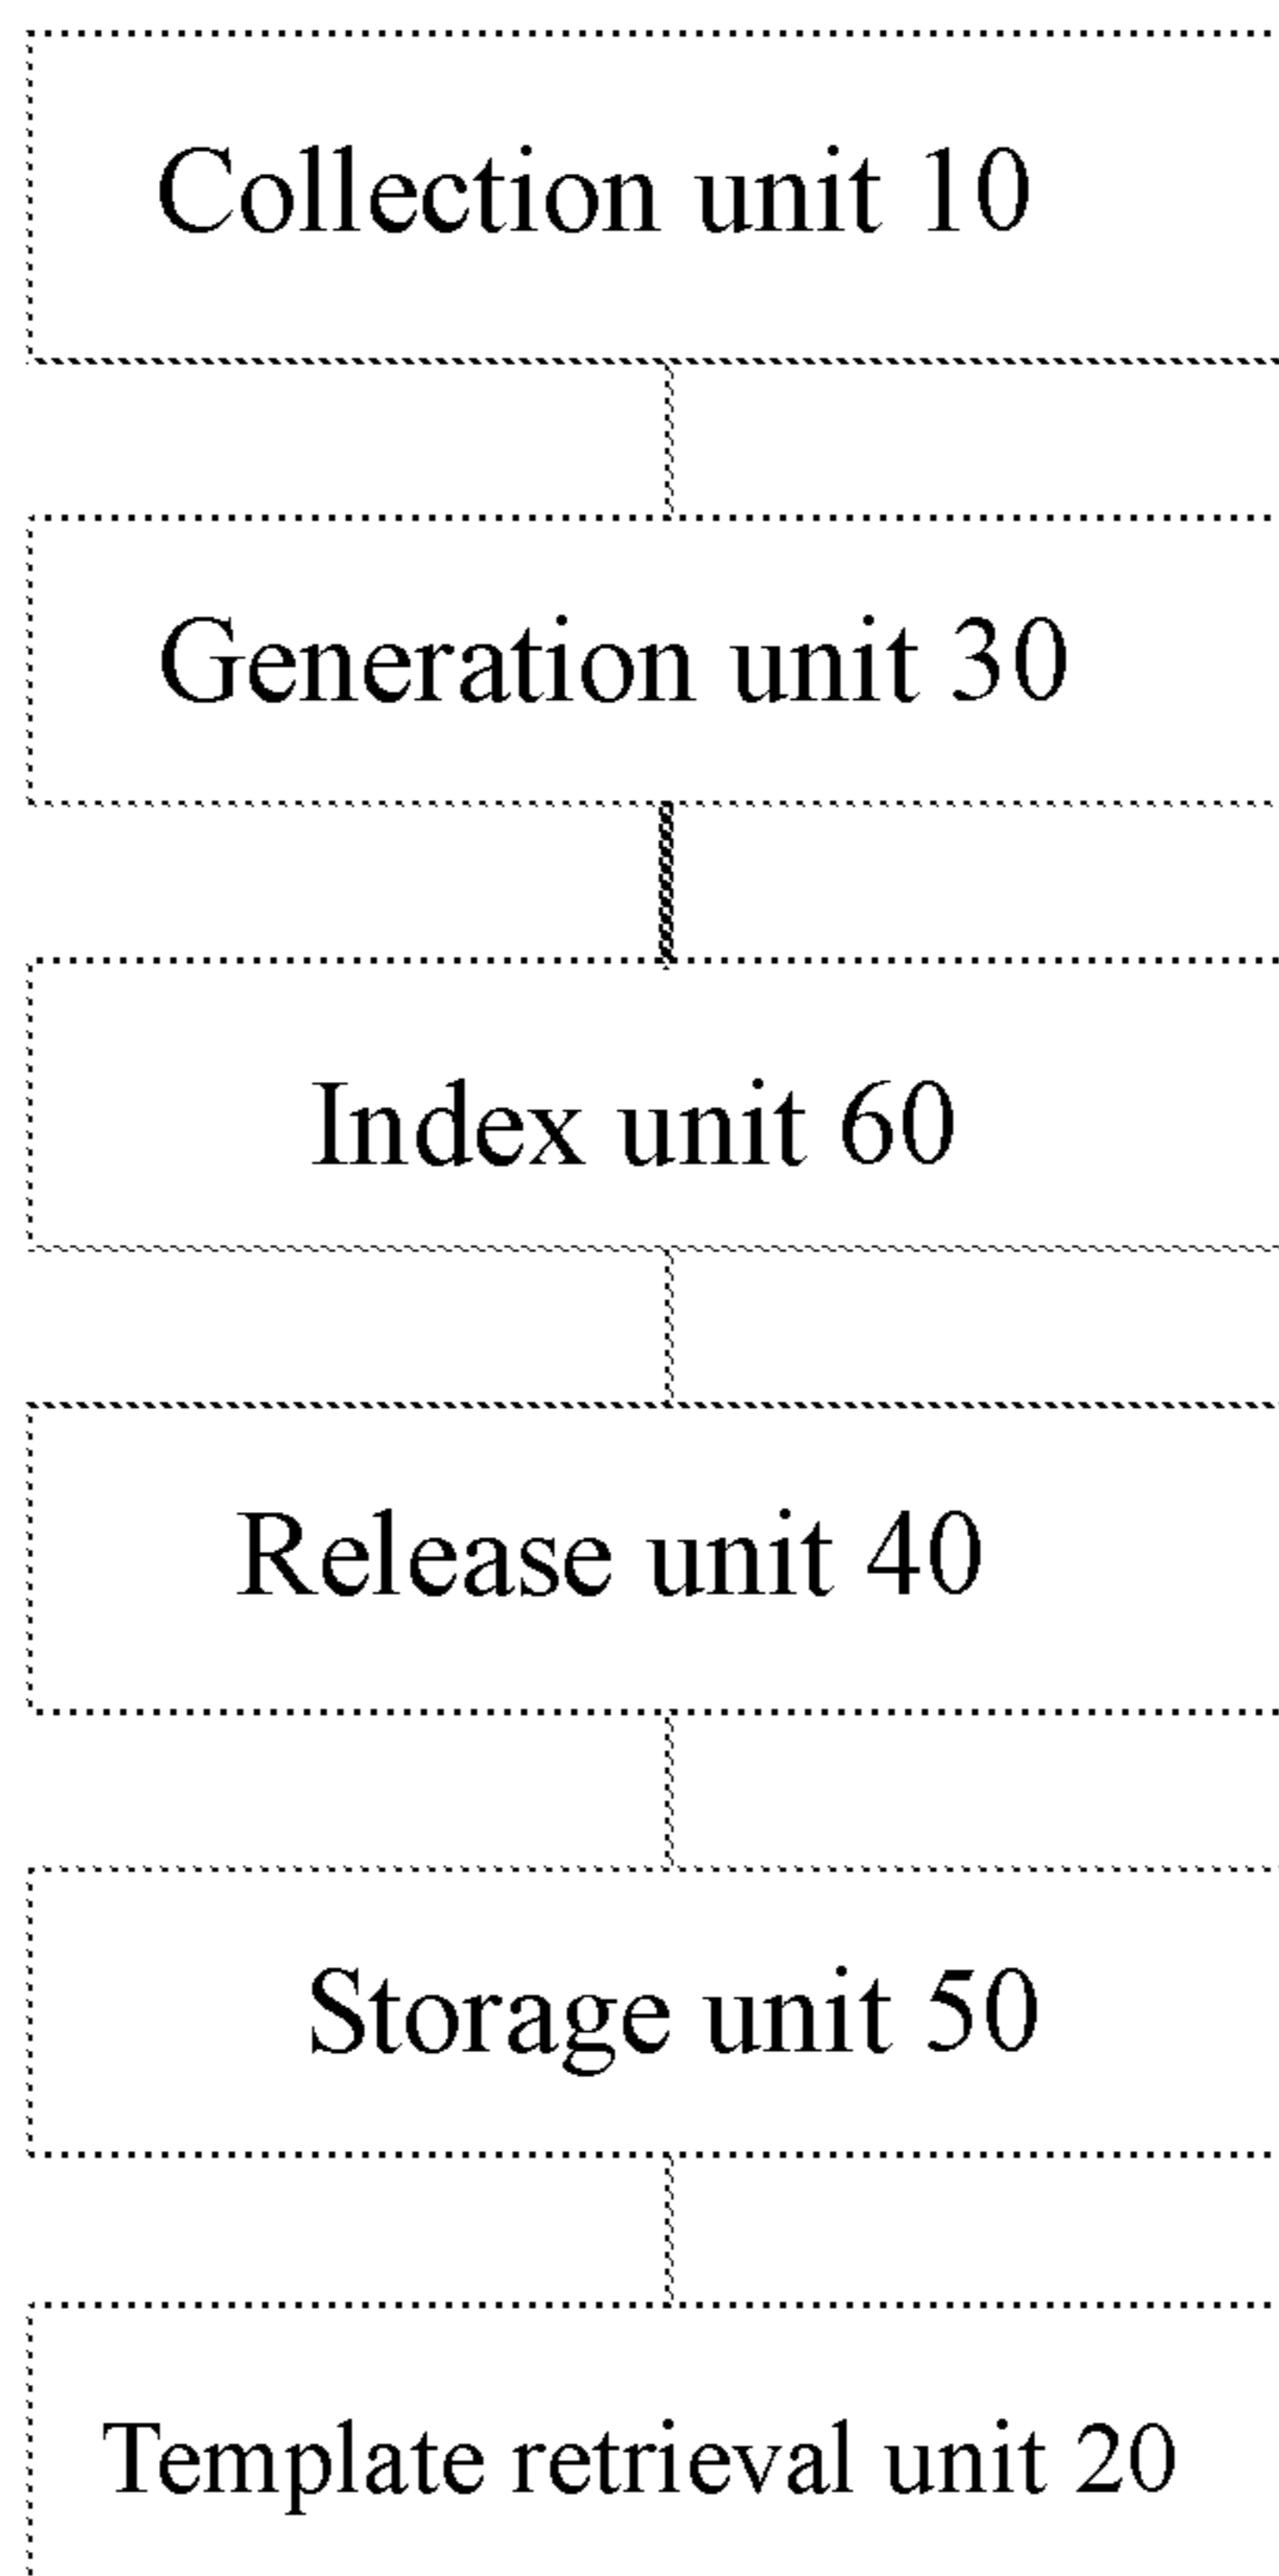 Collection unit 10
Generation unit 30
Index unit 60
Release unit 40
Storage unit 50
Template retrieval unit 20